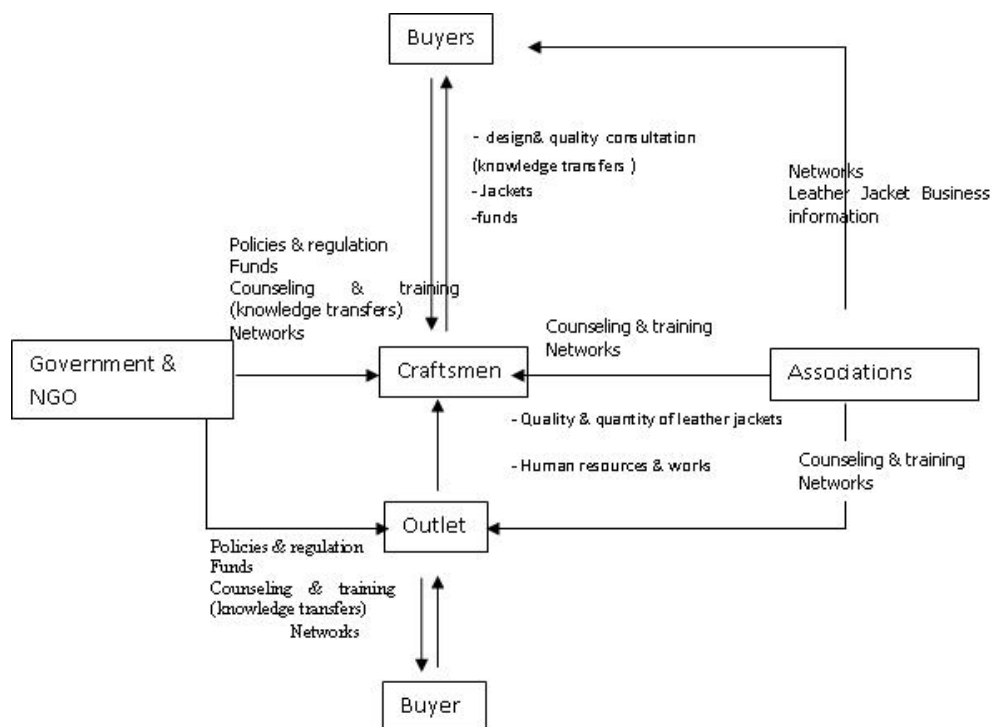 Buyers
- design& quality consultation
(knowledge transfers )
- Jackets
-funds
Networks
Leather Jacket Business
information
Policies & regulation
Funds
Counseling & training
(knowledge transfers)
Networks
Counseling & training
Networks
Government &
NGO
Craftsmen
Associations
- Quality & quantity of leather jackets
- Human resources & works
Counseling & training
Networks
Outlet
Policies & regulation
Funds
Counseling & training
(knowledge transfers)
Networks
Buyer